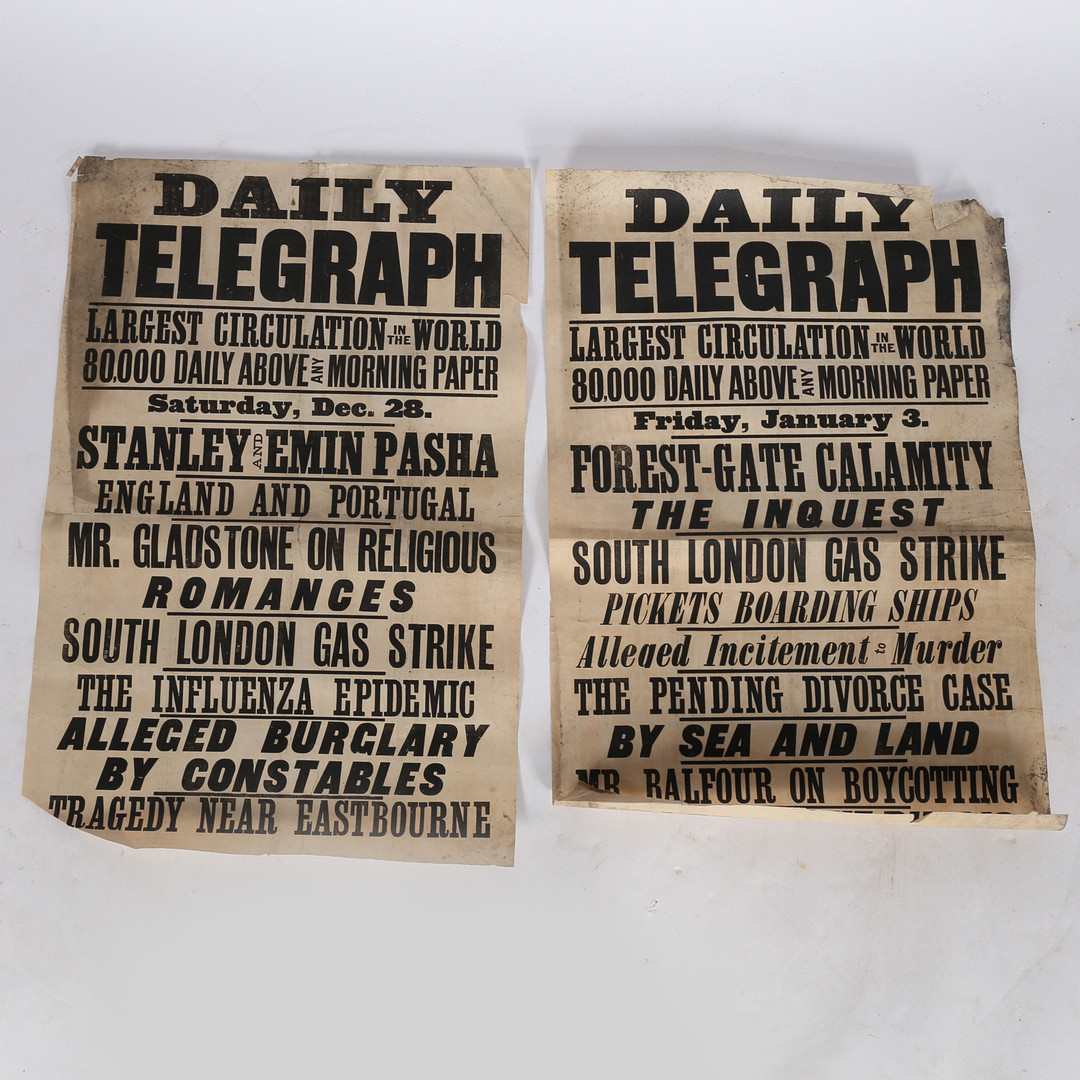 DAILY
TELEGRAPH
LARGEST CIRCULATION IN THE WORLD
80,000 DAILY ABOVE ANY MORNING PAPER
Saturday, Dec. 28.
STANLEY AND EMIN PASHA
ENGLAND AND PORTUGAL
MR. GLADSTONE ON RELIGIOUS
ROMANCES
SOUTH LONDON GAS STRIKE
THE INFLUENZA EPIDEMIC
ALLEGED BURGLARY
BY CONSTABLES
TRAGEDY NEAR EASTBOURNE
DAILY
TELEGRAPH
LARGEST CIRCULATION IN THE WORLD
80,000 DAILY ABOVE ANY MORNING PAPER
Friday, January 3.
FOREST-GATE CALAMITY
THE INQUEST
SOUTH LONDON GAS STRIKE
PICKETS BOARDING SHIPS
Alleged Incitement to Murder
THE PENDING DIVORCE CASE
BY SEA AND LAND
MR. BALFOUR ON BOYCOTTING